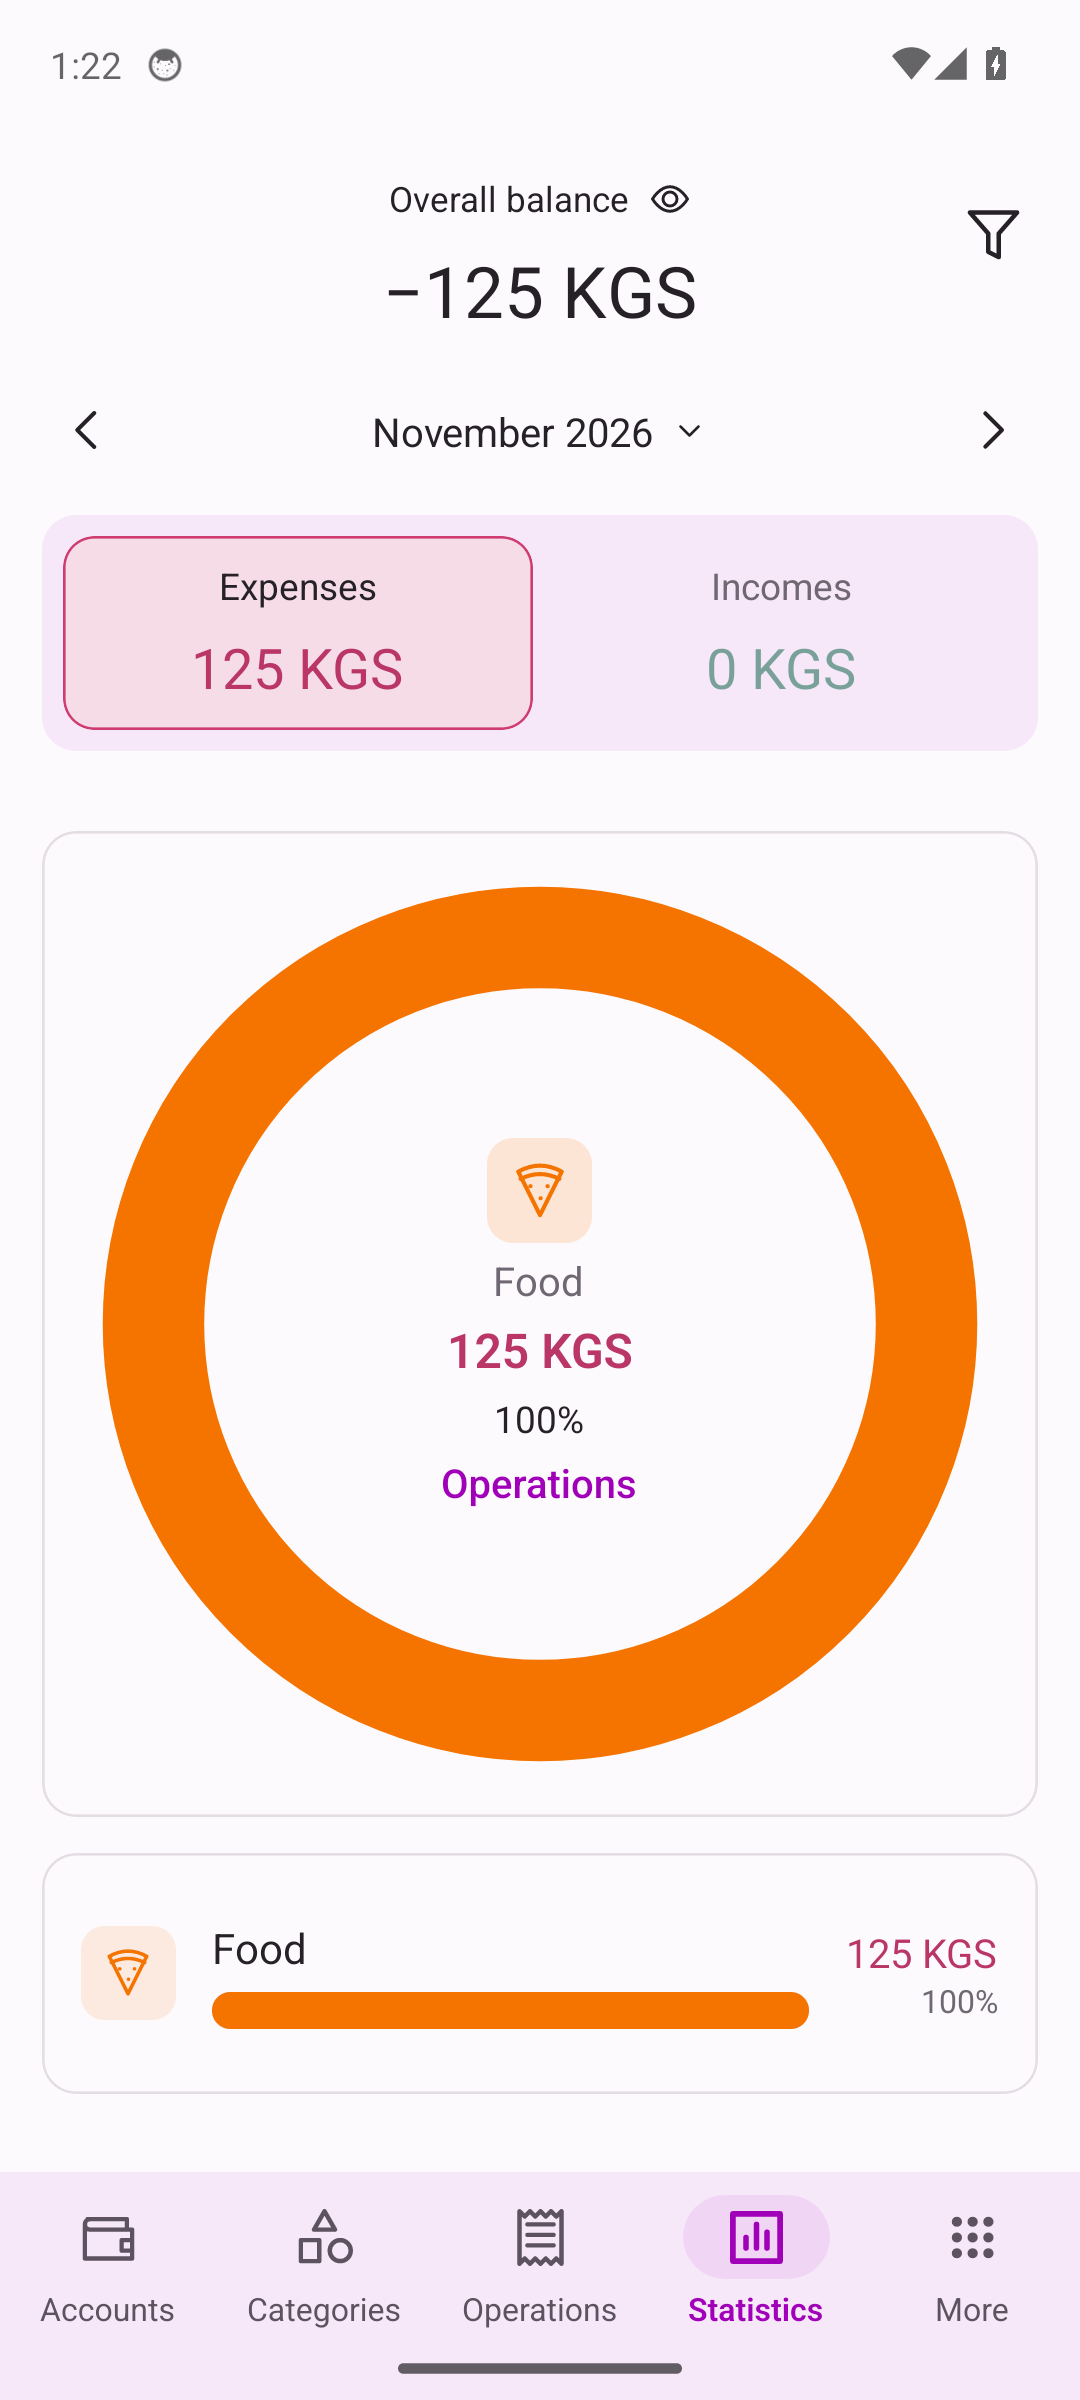 1:22
Overall balance
−125 KGS
November 2026
Expenses
Incomes
125 KGS
0 KGS
Food
125 KGS
100%
Operations
Food
125 KGS
100%
Accounts
Categories
Operations
Statistics
More